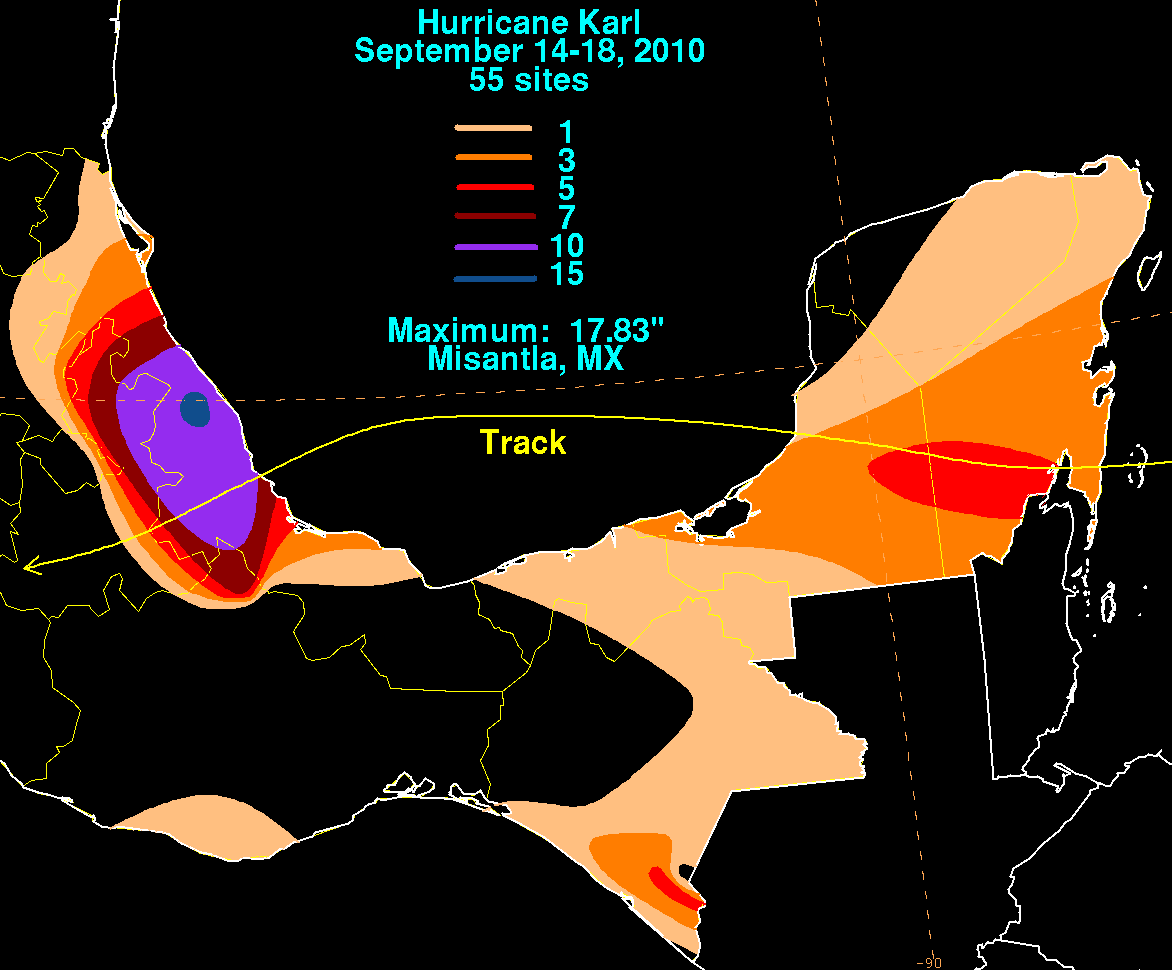 Hurricane Karl
September 14-18, 2010
55 sites
1
3
5
7
10
15
Maximum: 17.83"
Misantla, MX
Track
-90